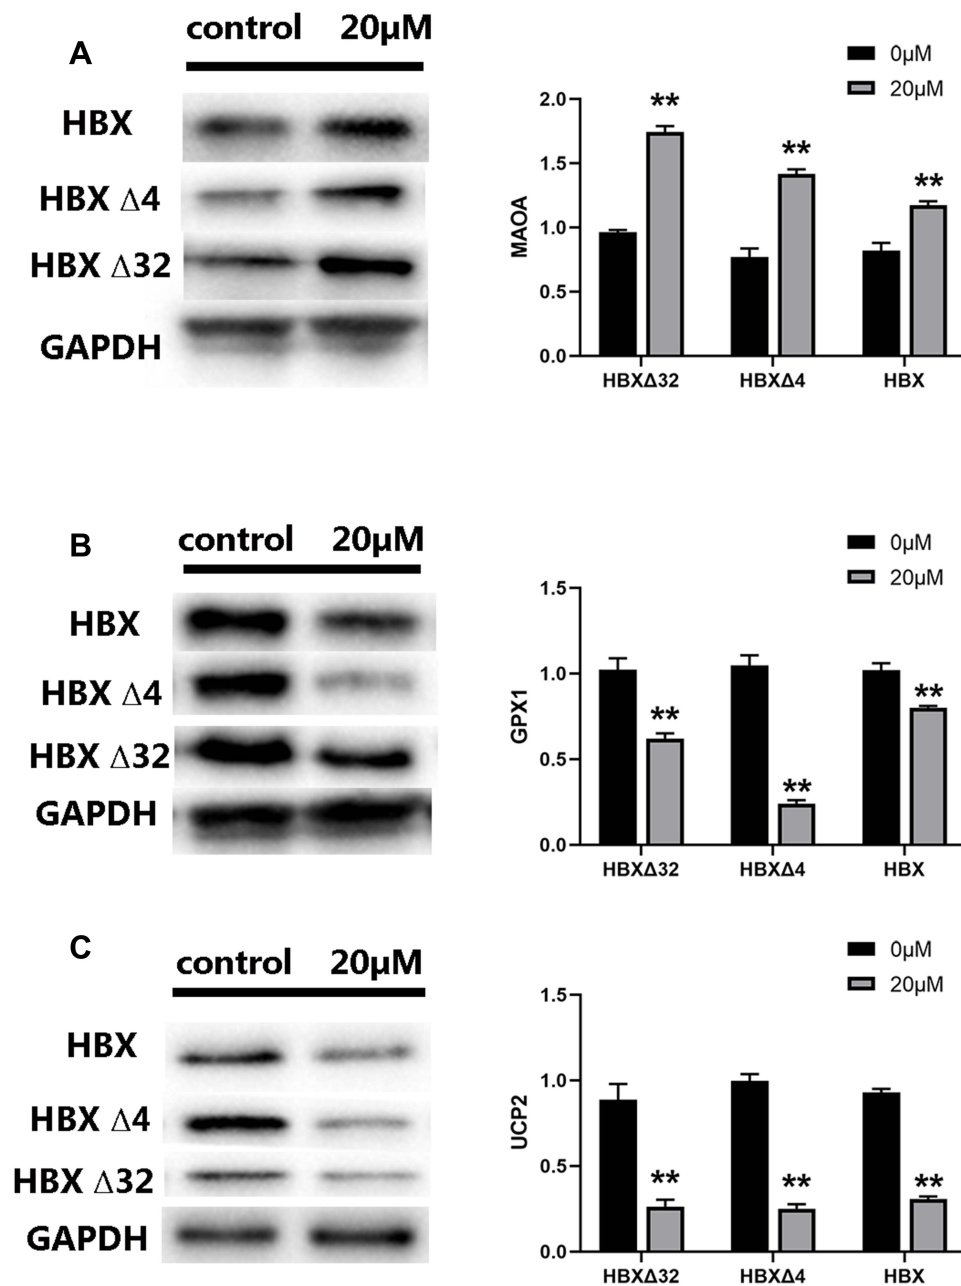 A
control 20μM
HBX
HBX Δ4
HBX Δ32
GAPDH
0μM
20μM
2.0
1.5
1.0
0.5
0.0
MAOA
** ** **
HBXΔ32 HBXΔ4 HBX
B
control 20μM
HBX
HBX Δ4
HBX Δ32
GAPDH
0μM
20μM
1.5
1.0
0.5
0.0
GPX1
** ** **
HBXΔ32 HBXΔ4 HBX
C
control 20μM
HBX
HBX Δ4
HBX Δ32
GAPDH
0μM
20μM
1.5
1.0
0.5
0.0
UCP2
** ** **
HBXΔ32 HBXΔ4 HBX